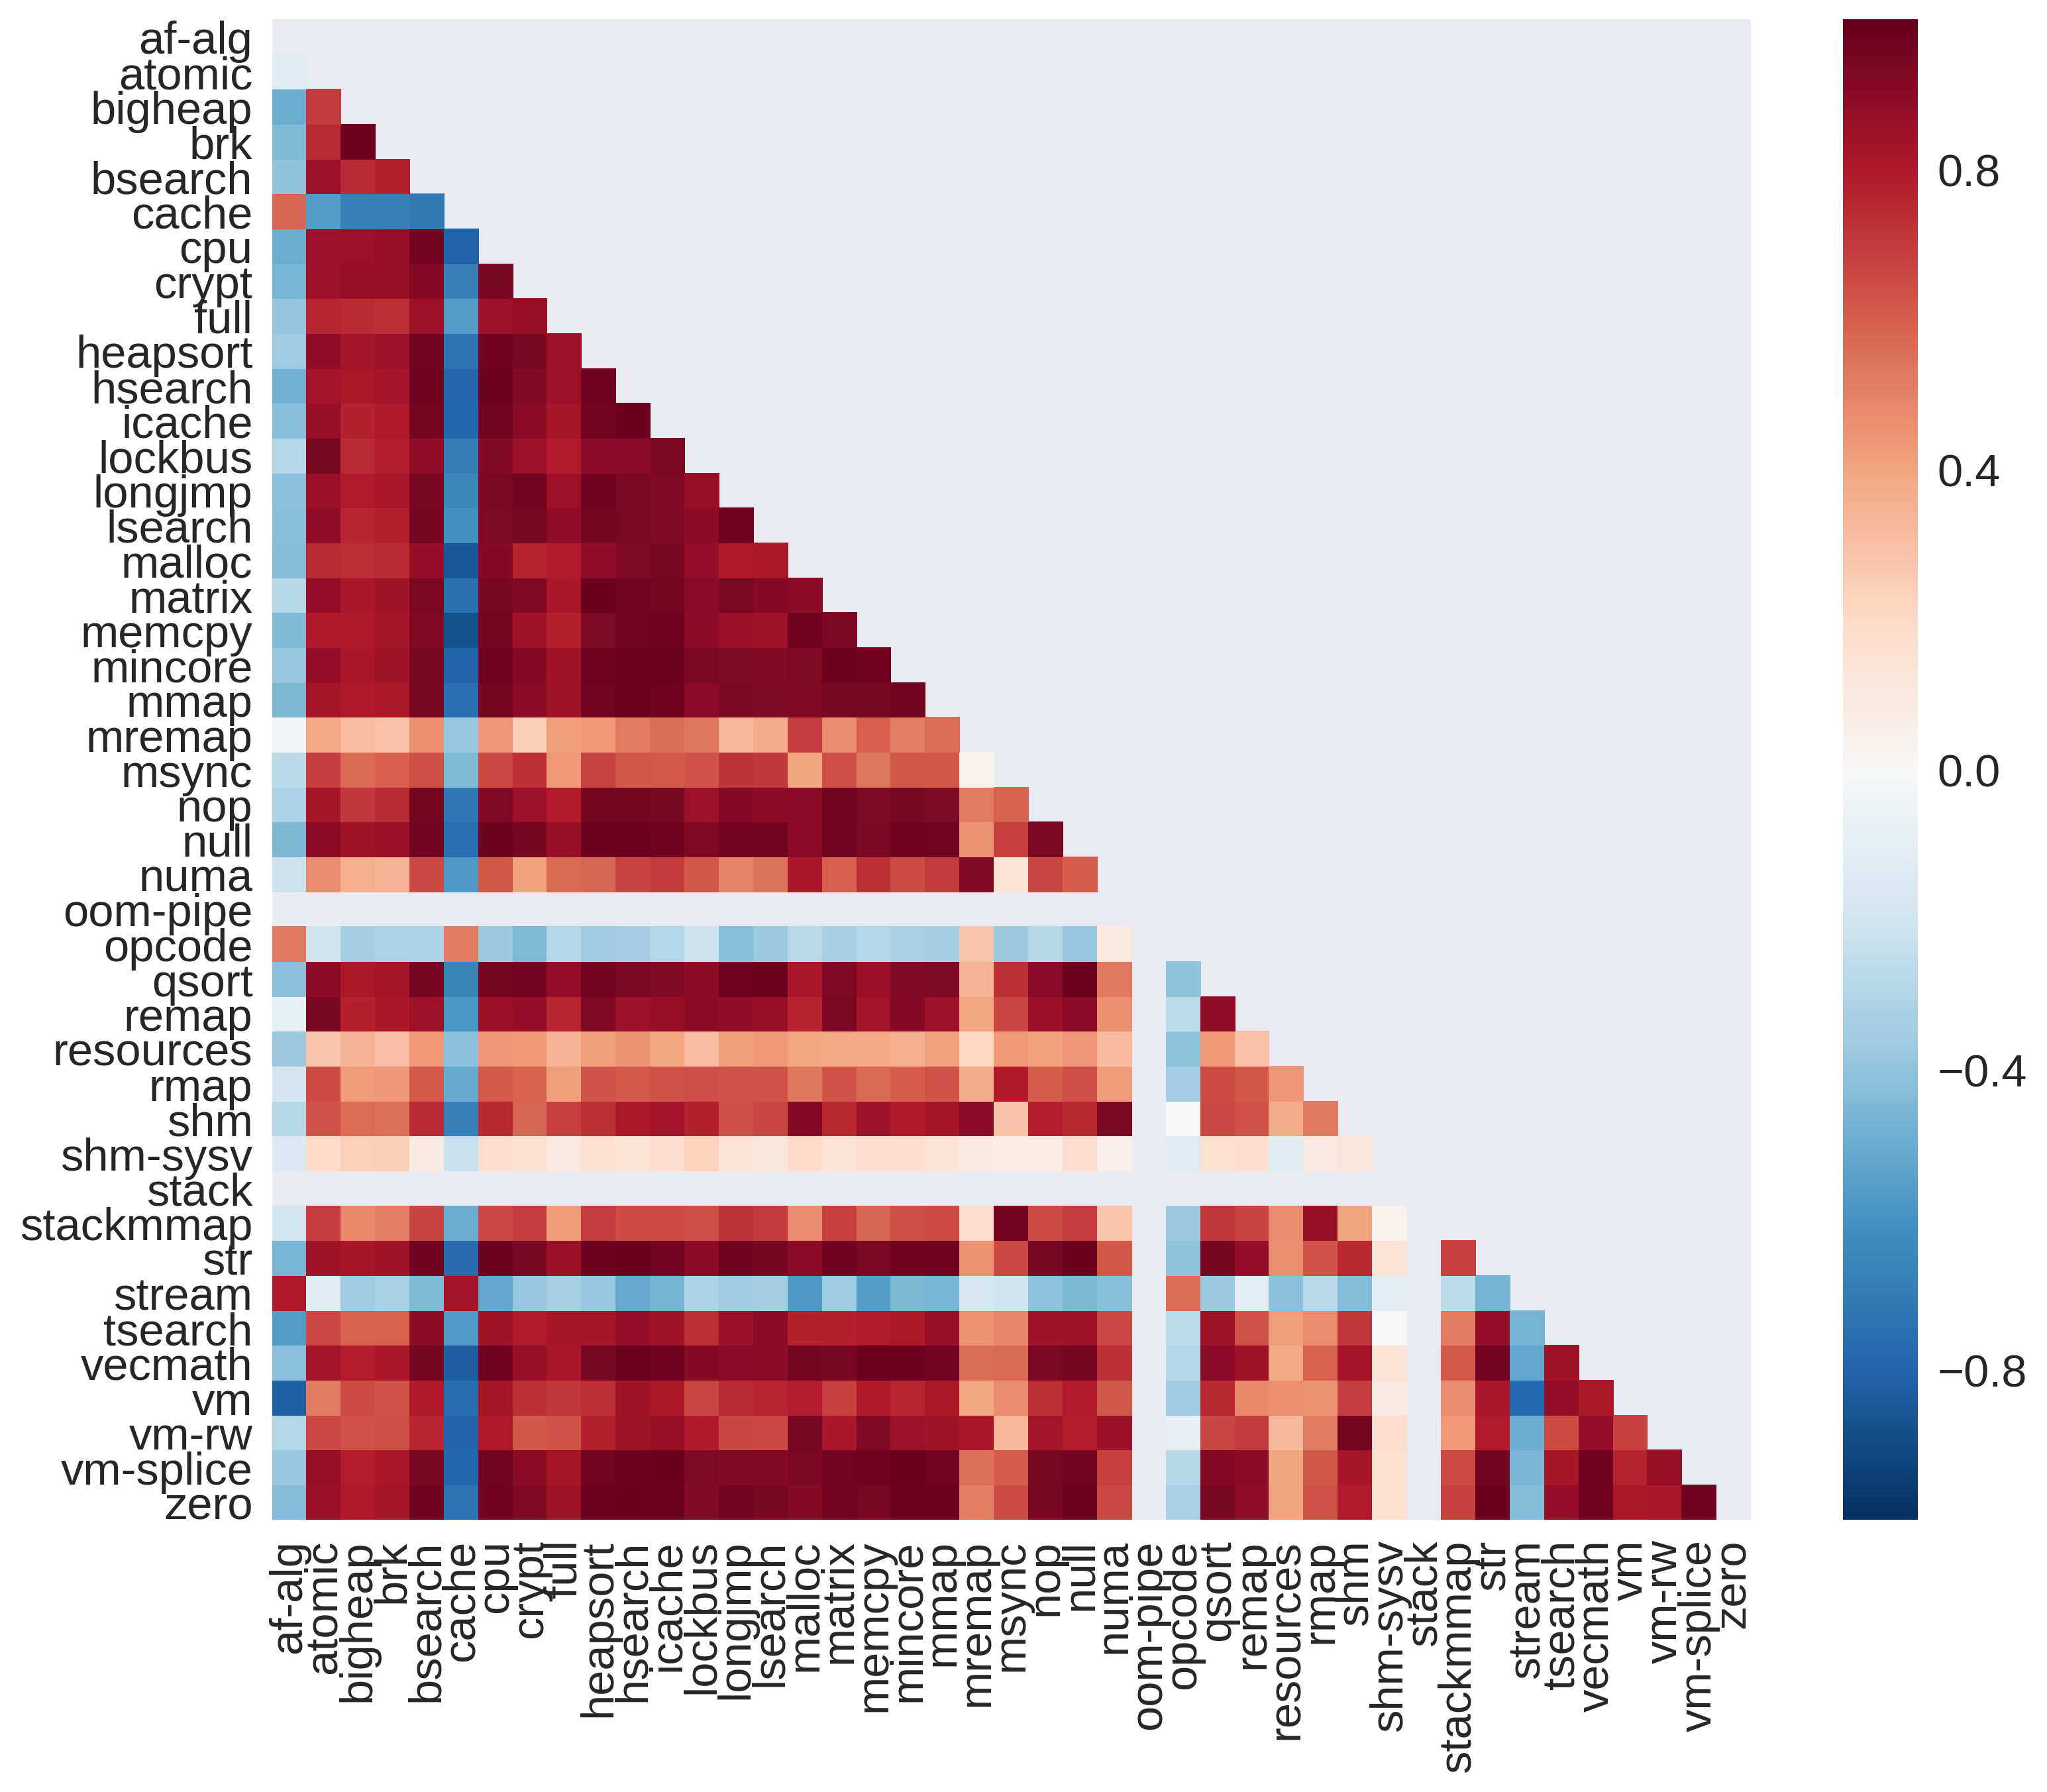 af-alg
atomic
bigheap
brk
bsearch
cache
cpu
crypt
full
heapsort
hsearch
icache
lockbus
longjmp
lsearch
malloc
matrix
memcpy
mincore
mmap
mremap
msync
nop
null
numa
oom-pipe
opcode
qsort
remap
resources
rmap
shm
shm-sysv
stack
stackmmap
str
stream
tsearch
vecmath
vm
vm-rw
vm-splice
zero
af-alg
atomic
bigheap
brk
bsearch
cache
cpu
crypt
full
heapsort
hsearch
icache
lockbus
longjmp
lsearch
malloc
matrix
memcpy
mincore
mmap
mremap
msync
nop
null
numa
oom-pipe
opcode
qsort
remap
resources
rmap
shm
shm-sysv
stack
stackmmap
str
stream
tsearch
vecmath
vm
vm-rw
vm-splice
zero
0.8
0.4
0.0
−0.4
−0.8